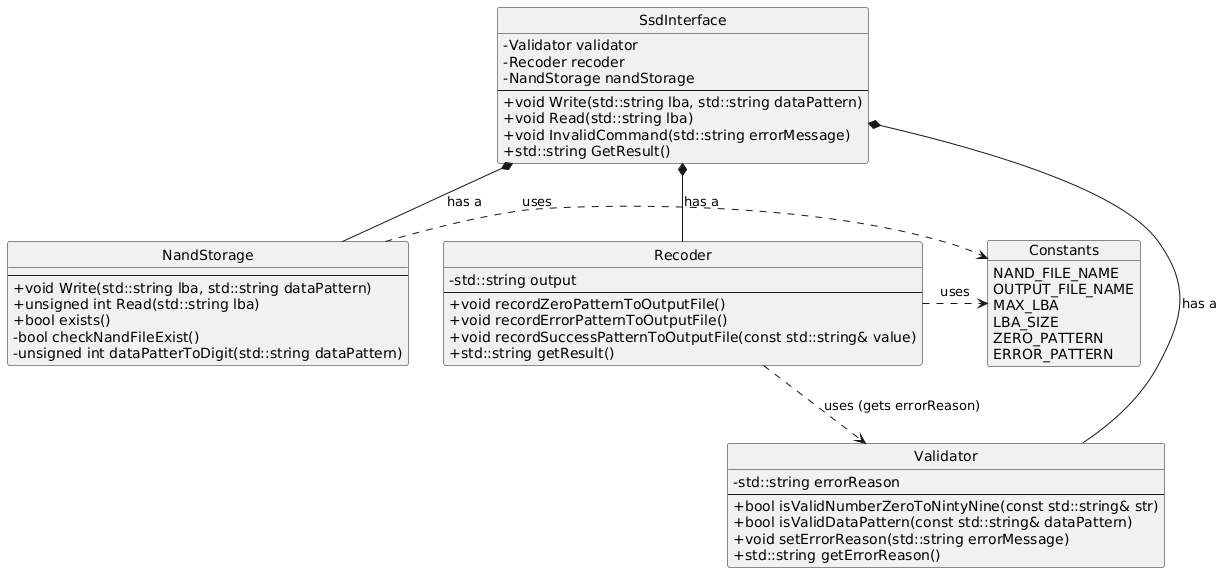 SsdInterface
-Validator validator
-Recoder recoder
-NandStorage nandStorage
+void Write(std::string lba, std::string dataPattern)
+void Read(std::string lba)
+void InvalidCommand(std::string errorMessage)
+std::string GetResult()
has a
uses
has a
NandStorage
+void Write(std::string lba, std::string dataPattern)
+unsigned int Read(std::string lba)
+bool exists()
-bool checkNandFileExist()
-unsigned int dataPatterToDigit(std::string dataPattern)
Recoder
-std::string output
+void recordZeroPatternToOutputFile()
+void recordErrorPatternToOutputFile()
+void recordSuccessPatternToOutputFile(const std::string& value)
+std::string getResult()
uses
Constants
NAND_FILE_NAME
OUTPUT_FILE_NAME
MAX_LBA
LBA_SIZE
ZERO_PATTERN
ERROR_PATTERN
has a
uses (gets errorReason)
Validator
-std::string errorReason
+bool isValidNumberZeroToNintyNine(const std::string& str)
+bool isValidDataPattern(const std::string& dataPattern)
+void setErrorReason(std::string errorMessage)
+std::string getErrorReason()